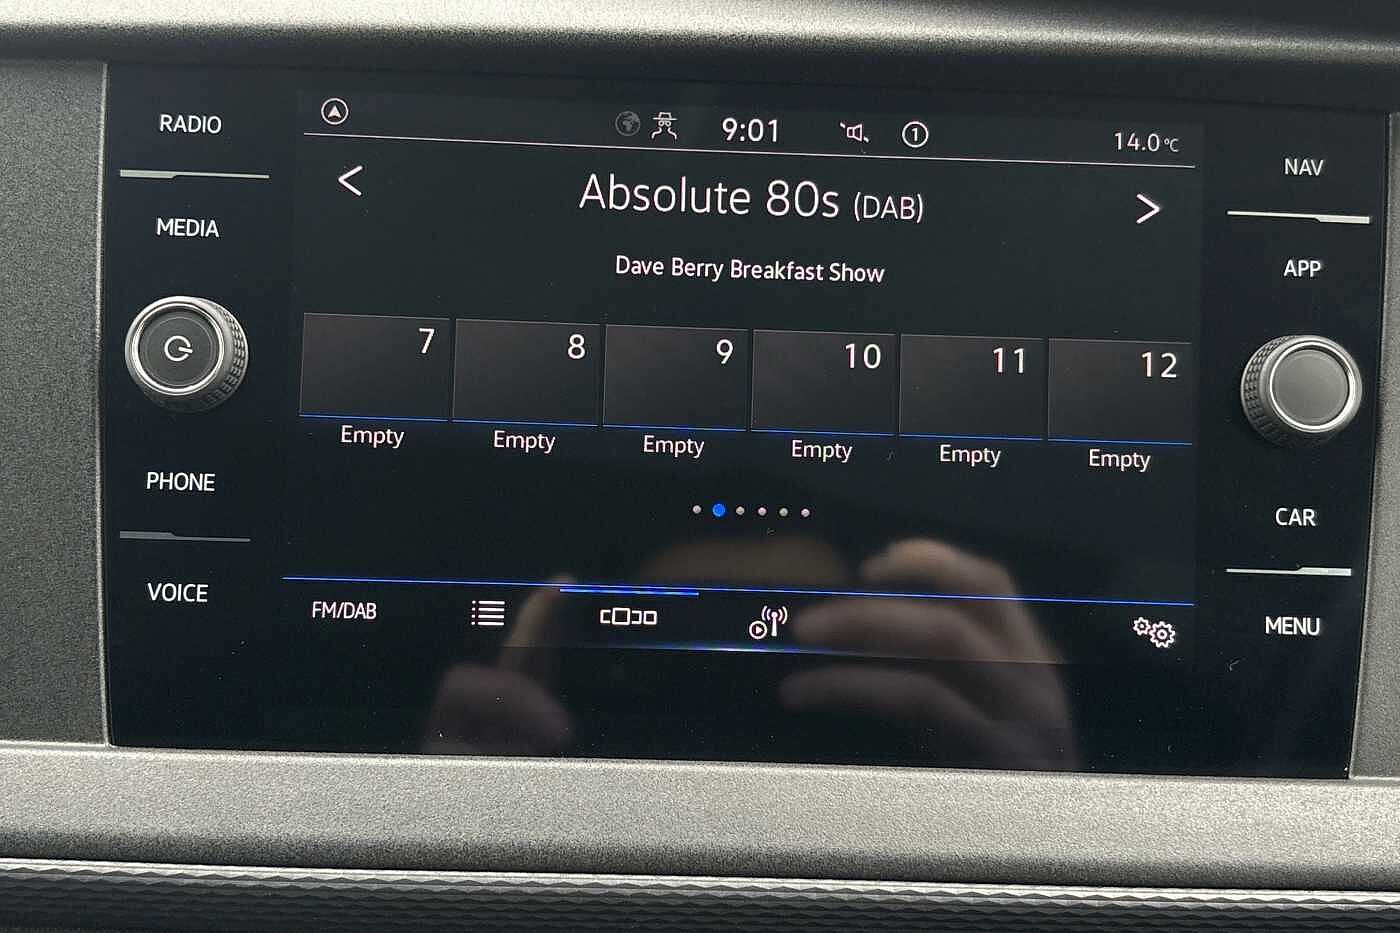 RADIO
MEDIA
PHONE
VOICE
9:01
1
14.0°C
Absolute 80s (DAB)
Dave Berry Breakfast Show
7 8 9 10 11 12
Empty Empty Empty Empty Empty Empty
FM/DAB
NAV
APP
CAR
MENU